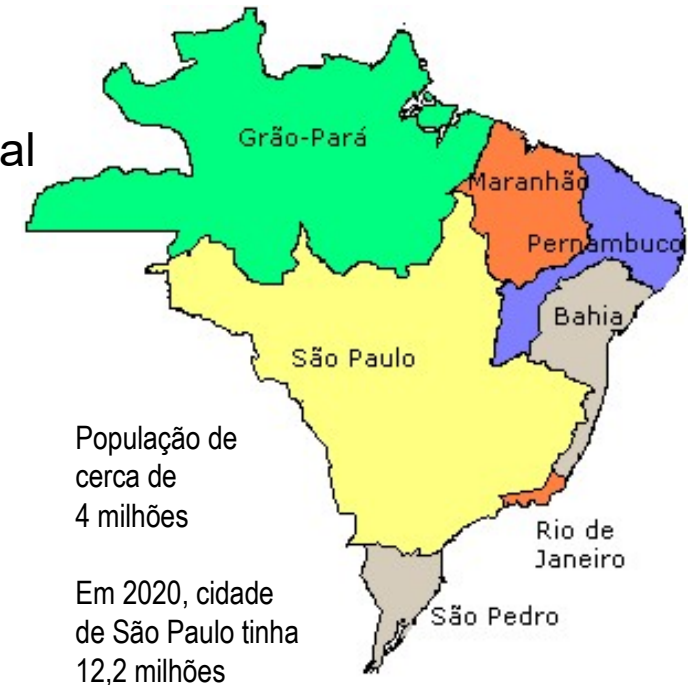 al
Grão-Pará
Maranhão
Pernambuco
Bahia
São Paulo
População de
cerca de
4 milhões
Rio de
Janeiro
Em 2020, cidade
de São Paulo tinha
12,2 milhões
São Pedro